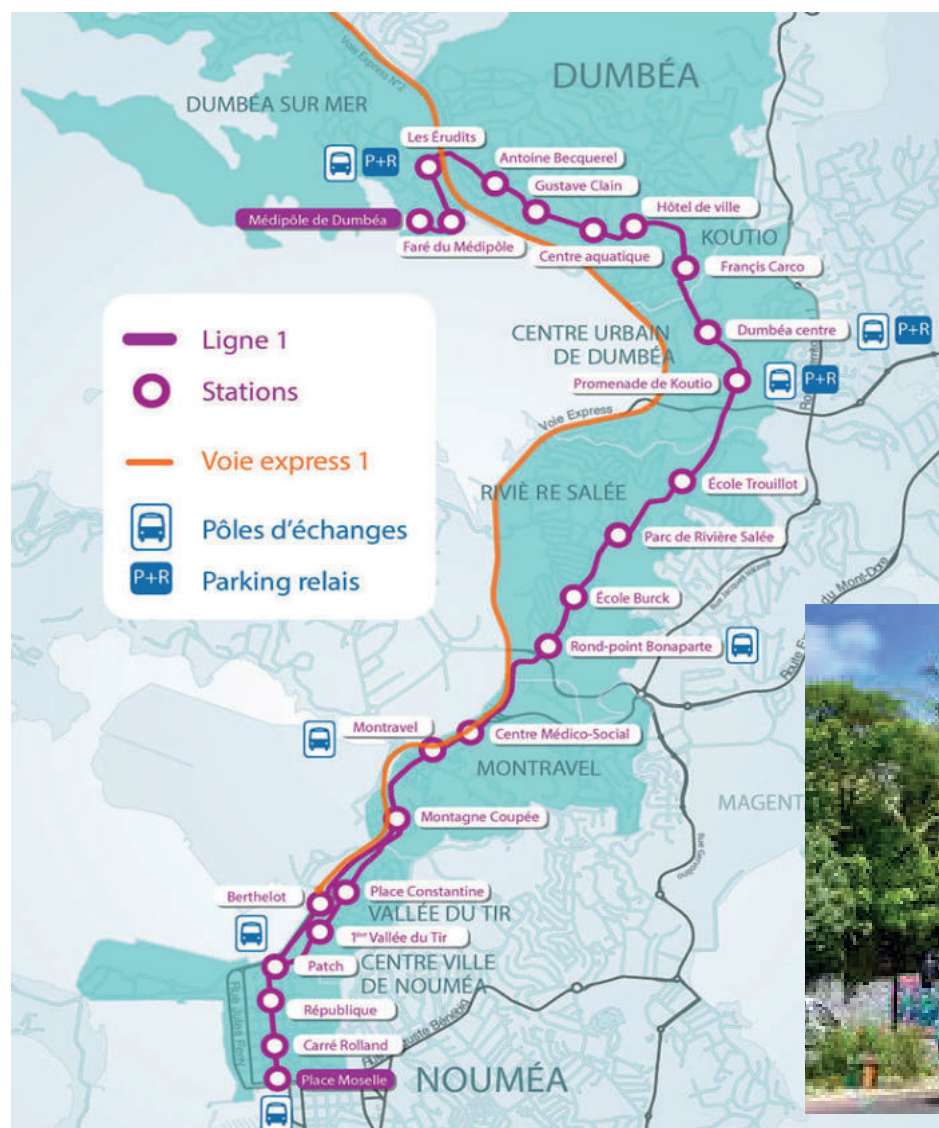 Voie Express N°2
DUMBÉA
DUMBÉA SUR MER
Les Érudits
P+R
Antoine Becquerel
Gustave Clain
Hôtel de ville
Médipôle de Dumbéa
Faré du Médipôle
Centre aquatique
KOUTIO
Françis Carco
Ligne 1
Stations
Voie express 1
Pôles d'échanges
P+R
Parking relais
CENTRE URBAIN
DE DUMBÉA
Dumbéa centre
P+R
Promenade de Koutio
P+R
Voie Express
RIVIÈ RE SALÉE
École Trouillot
Parc de Rivière Salée
École Burck
Rond-point Bonaparte
du Mont-Dore
Montravel
Centre Médico-Social
MONTRAVEL
Montagne Coupée
MAGENT
Berthelot
Place Constantine
VALLÉE DU TIR
1ère Vallée du Tir
Patch
CENTRE VILLE
DE NOUMÉA
République
Carré Rolland
Place Moselle
NOUMÉA